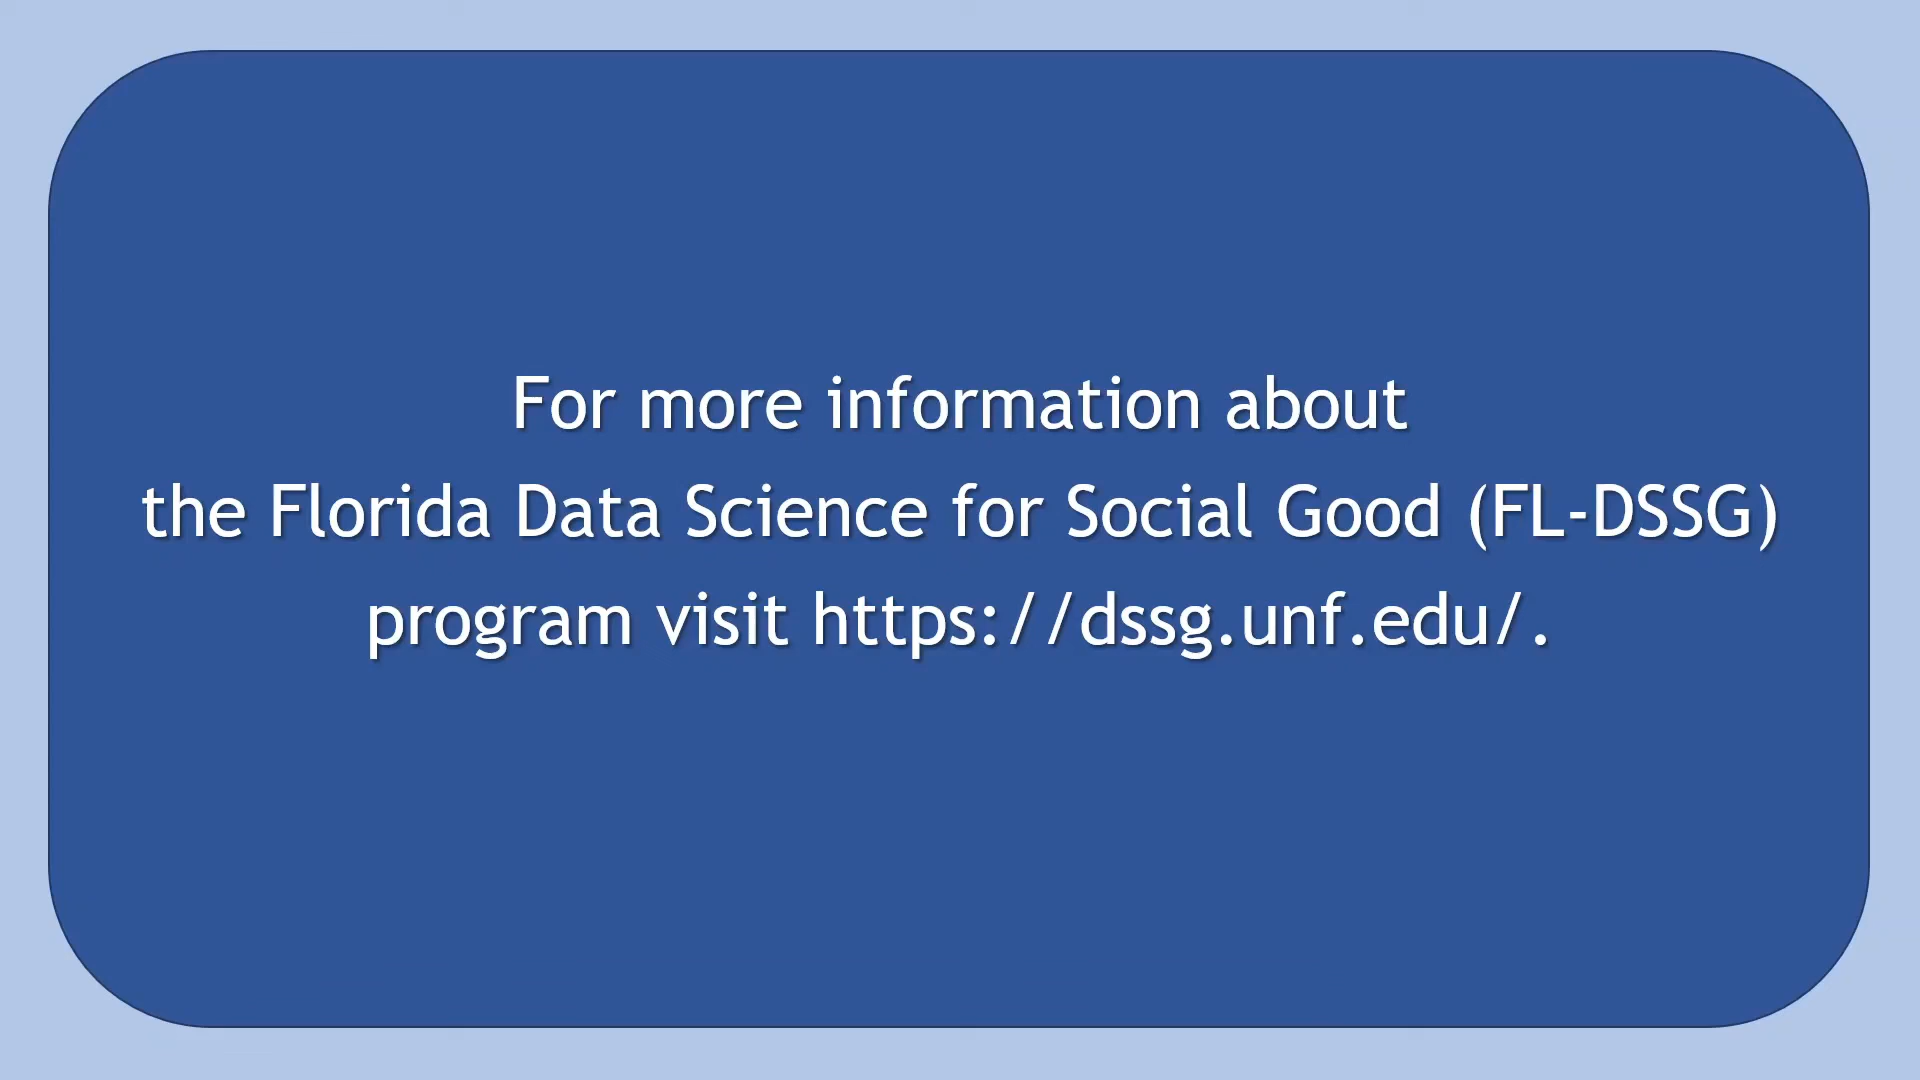 For more information about
the Florida Data Science for Social Good (FL-DSSG)
program visit https://dssg.unf.edu/.